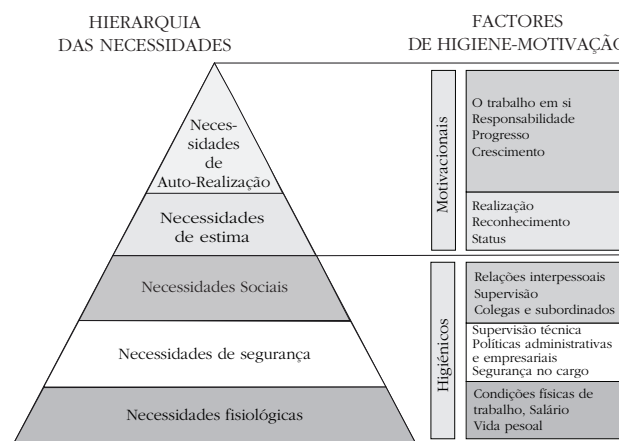 HIERARQUIA
DAS NECESSIDADES
FACTORES
DE HIGIENE-MOTIVAÇÃO
Neces-
sidades
de
Auto-Realização
Necessidades
de estima
Necessidades Sociais
Necessidades de segurança
Necessidades fisiológicas
Motivacionais
O trabalho em si
Responsabilidade
Progresso
Crescimento
Realização
Reconhecimento
Status
Higiénicos
Relações interpessoais
Supervisão
Colegas e subordinados
Supervisão técnica
Políticas administrativas
e empresariais
Segurança no cargo
Condições físicas de
trabalho, Salário
Vida pesoal